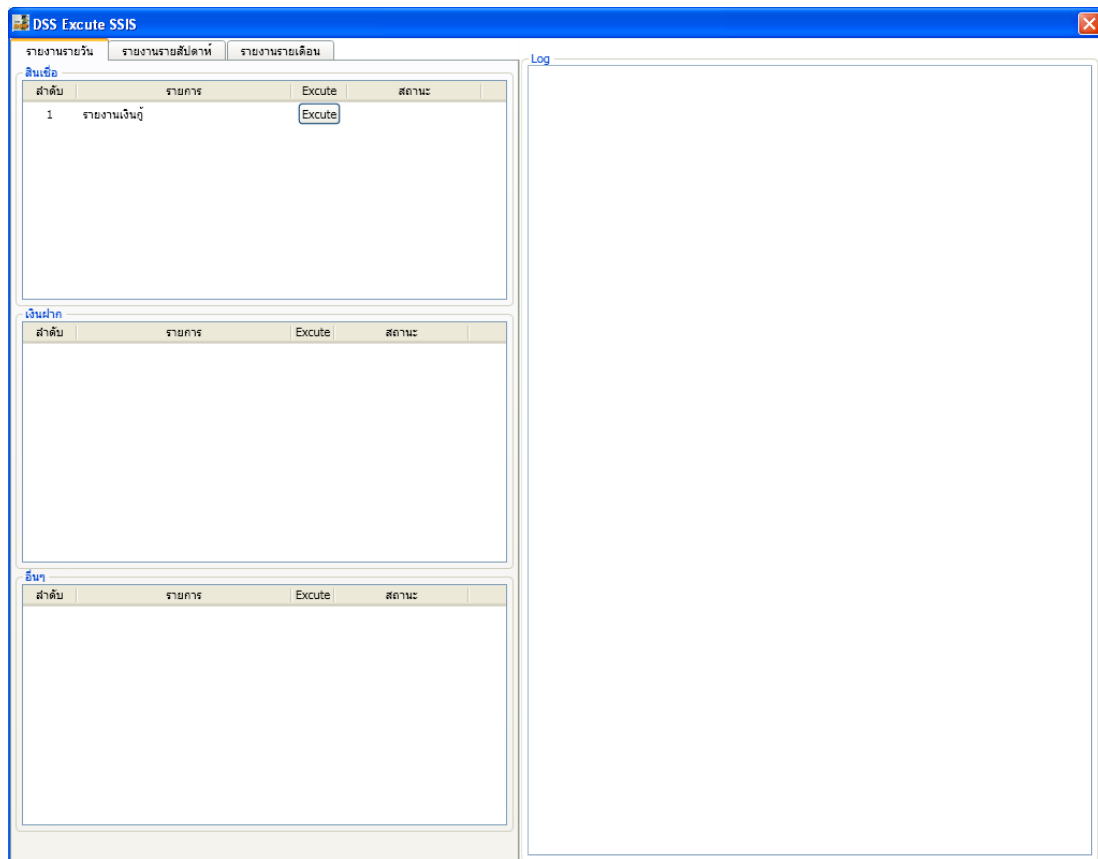 DSS Excute SSIS
รายงานรายวัน รายงานรายสัปดาห์ รายงานรายเดือน
สินเชื่อ
ลำดับ รายการ Excute สถานะ
1 รายงานเงินกู้ Excute
เงินฝาก
ลำดับ รายการ Excute สถานะ
อื่นๆ
ลำดับ รายการ Excute สถานะ
Log